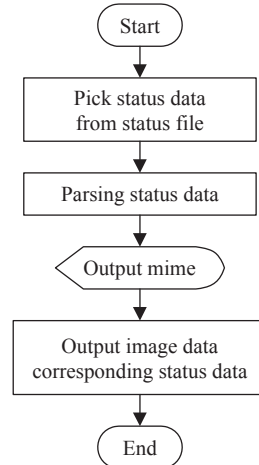 Start
Pick status data
from status file
Parsing status data
Output mime
Output image data
corresponding status data
End